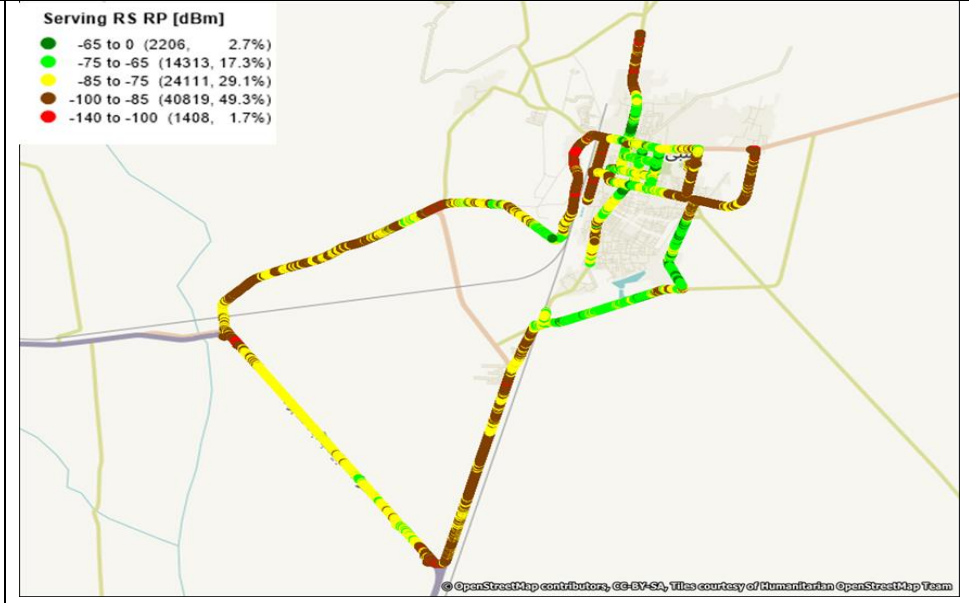 Serving RS RP [dBm]
-65 to 0 (2206, 2.7%)
-75 to -65 (14313, 17.3%)
-85 to -75 (24111, 29.1%)
-100 to -85 (40819, 49.3%)
-140 to -100 (1408, 1.7%)
© OpenStreetMap contributors, CC-BY-SA, Tiles courtesy of Humanitarian OpenStreetMap Team